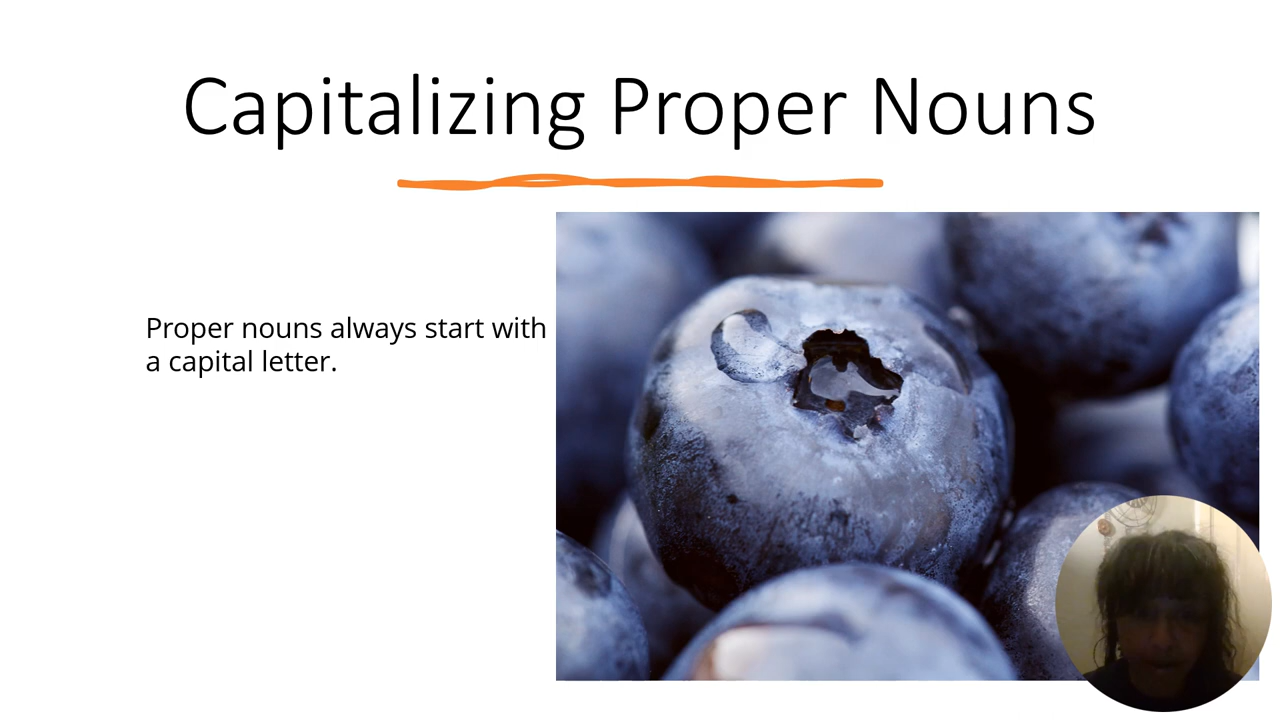 Capitalizing Proper Nouns
Proper nouns always start with
a capital letter.